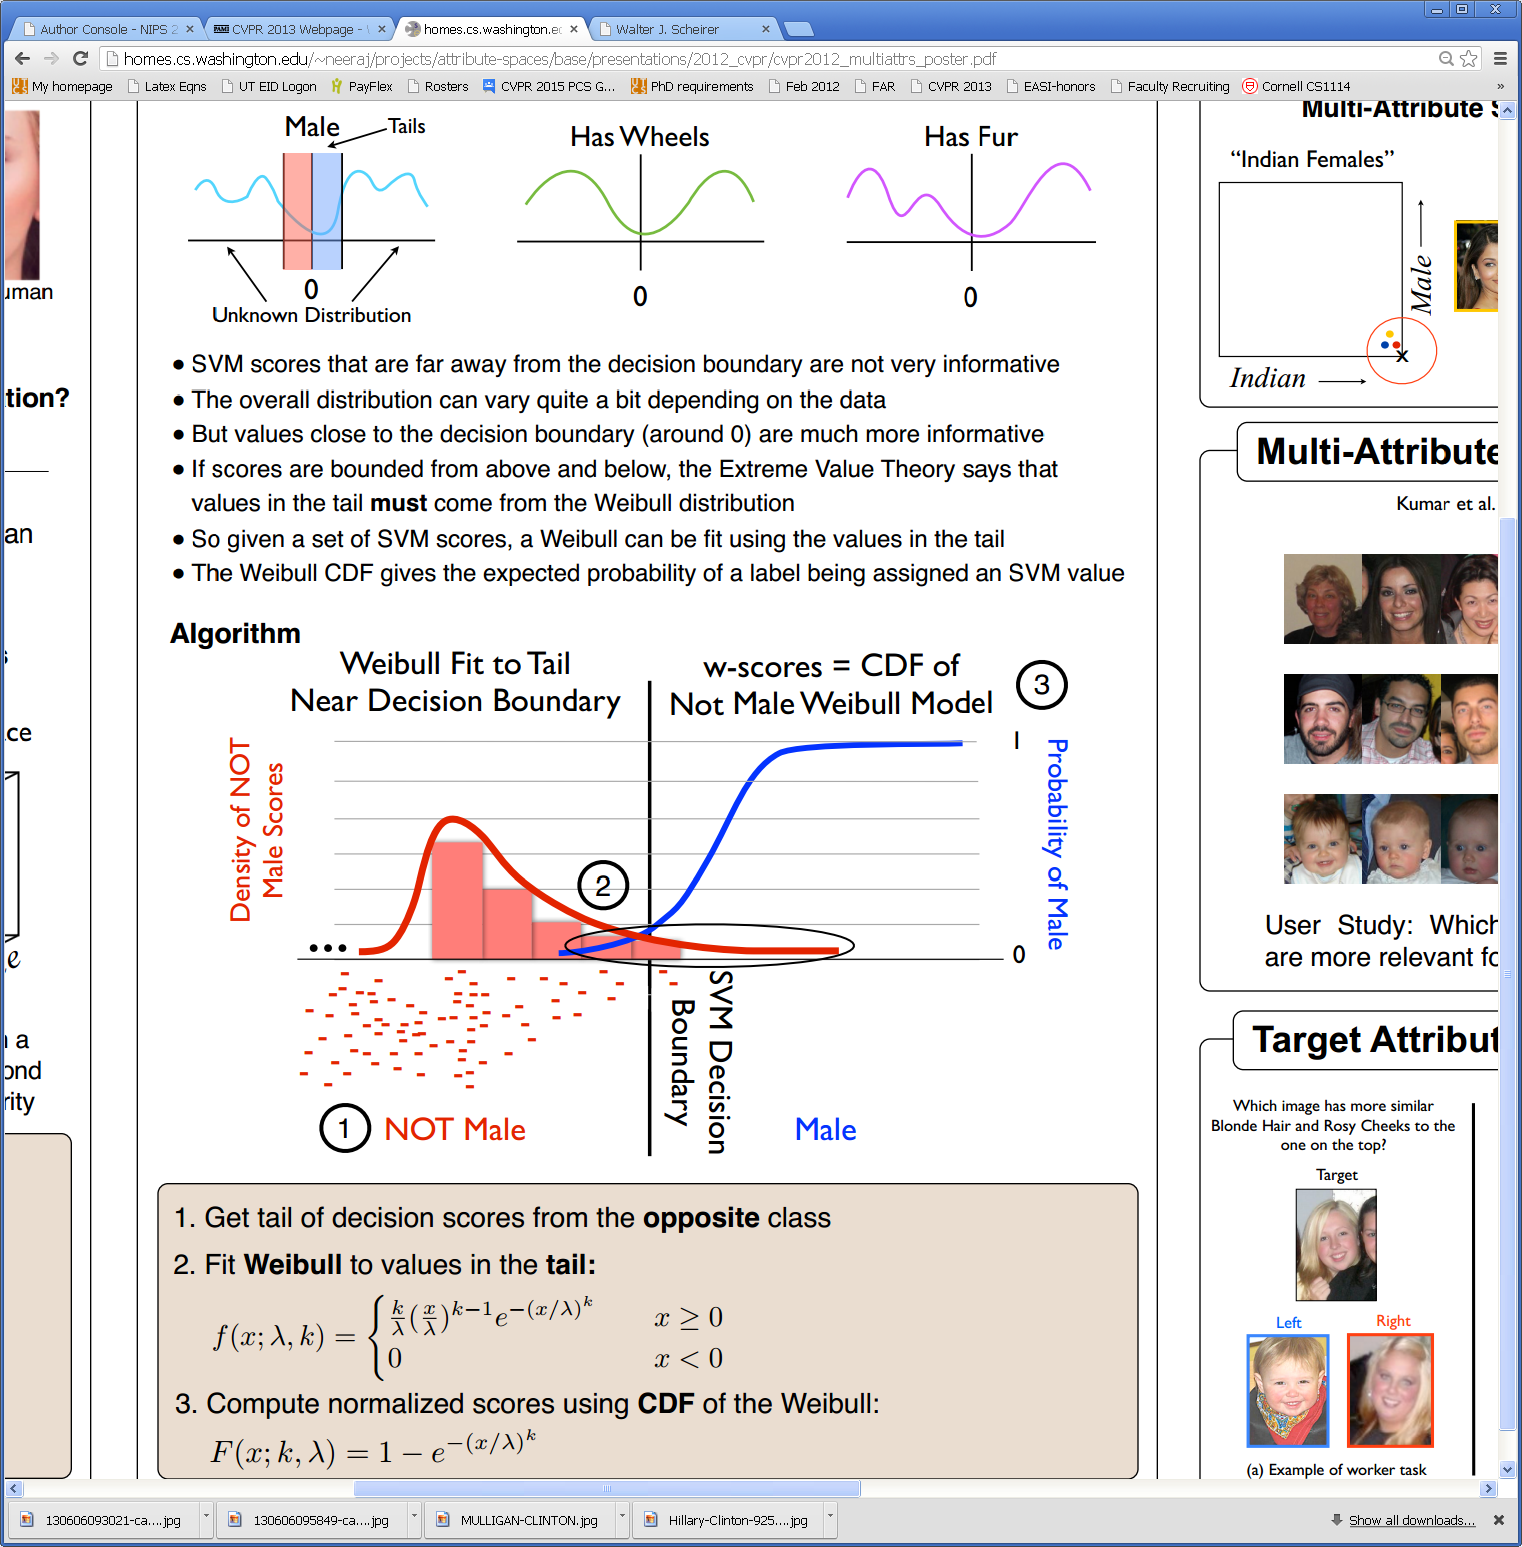 Author Console - NIPS 2
CVPR 2013 Webpage -
homes.cs.washington.ed
Walter J. Scheirer
homes.cs.washington.edu/~neeraj/projects/attribute-spaces/base/presentations/2012_cvpr/cvpr2012_multiattrs_poster.pdf
My homepage
Latex Eqns
UT EID Logon
PayFlex
Rosters
CVPR 2015 PCS G...
PhD requirements
Feb 2012
FAR
CVPR 2013
EASI-honors
Faculty Recruiting
Cornell CS1114
»
uman
tion?
an
s
ce
e
n a
ond
rity
Male
Tails
0
Unknown Distribution
Has Wheels
0
Has Fur
0
• SVM scores that are far away from the decision boundary are not very informative
• The overall distribution can vary quite a bit depending on the data
• But values close to the decision boundary (around 0) are much more informative
• If scores are bounded from above and below, the Extreme Value Theory says that
values in the tail must come from the Weibull distribution
• So given a set of SVM scores, a Weibull can be fit using the values in the tail
• The Weibull CDF gives the expected probability of a label being assigned an SVM value
Algorithm
Weibull Fit to Tail
Near Decision Boundary
w-scores = CDF of
Not Male Weibull Model
3
Density of NOT
Male Scores
2
1
Probability of Male
0
SVM Decision
Boundary
1
NOT Male
Male
1. Get tail of decision scores from the opposite class
2. Fit Weibull to values in the tail:
f(x; λ, k) = { k/λ (x/λ)^{k−1} e^{−(x/λ)^k} x ≥ 0
0 x < 0
3. Compute normalized scores using CDF of the Weibull:
F(x; k, λ) = 1 − e^{−(x/λ)^k}
Multi-Attribute S
“Indian Females”
Male
x
Indian
Multi-Attribute
Kumar et al.
User Study: Which
are more relevant fo
Target Attribut
Which image has more similar
Blonde Hair and Rosy Cheeks to the
one on the top?
Target
Left
Right
(a) Example of worker task
130606093021-ca....jpg
130606095849-ca....jpg
MULLIGAN-CLINTON.jpg
Hillary-Clinton-925....jpg
Show all downloads...